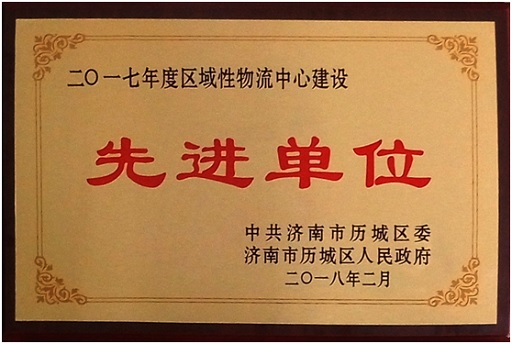 二〇一七年度区域性物流中心建设
先进单位
中共济南市历城区委
济南市历城区人民政府
二〇一八年二月